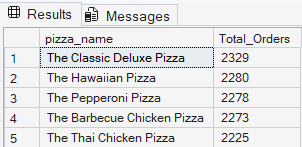 Results Messages
pizza_name Total_Orders
1 The Classic Deluxe Pizza 2329
2 The Hawaiian Pizza 2280
3 The Pepperoni Pizza 2278
4 The Barbecue Chicken Pizza 2273
5 The Thai Chicken Pizza 2225